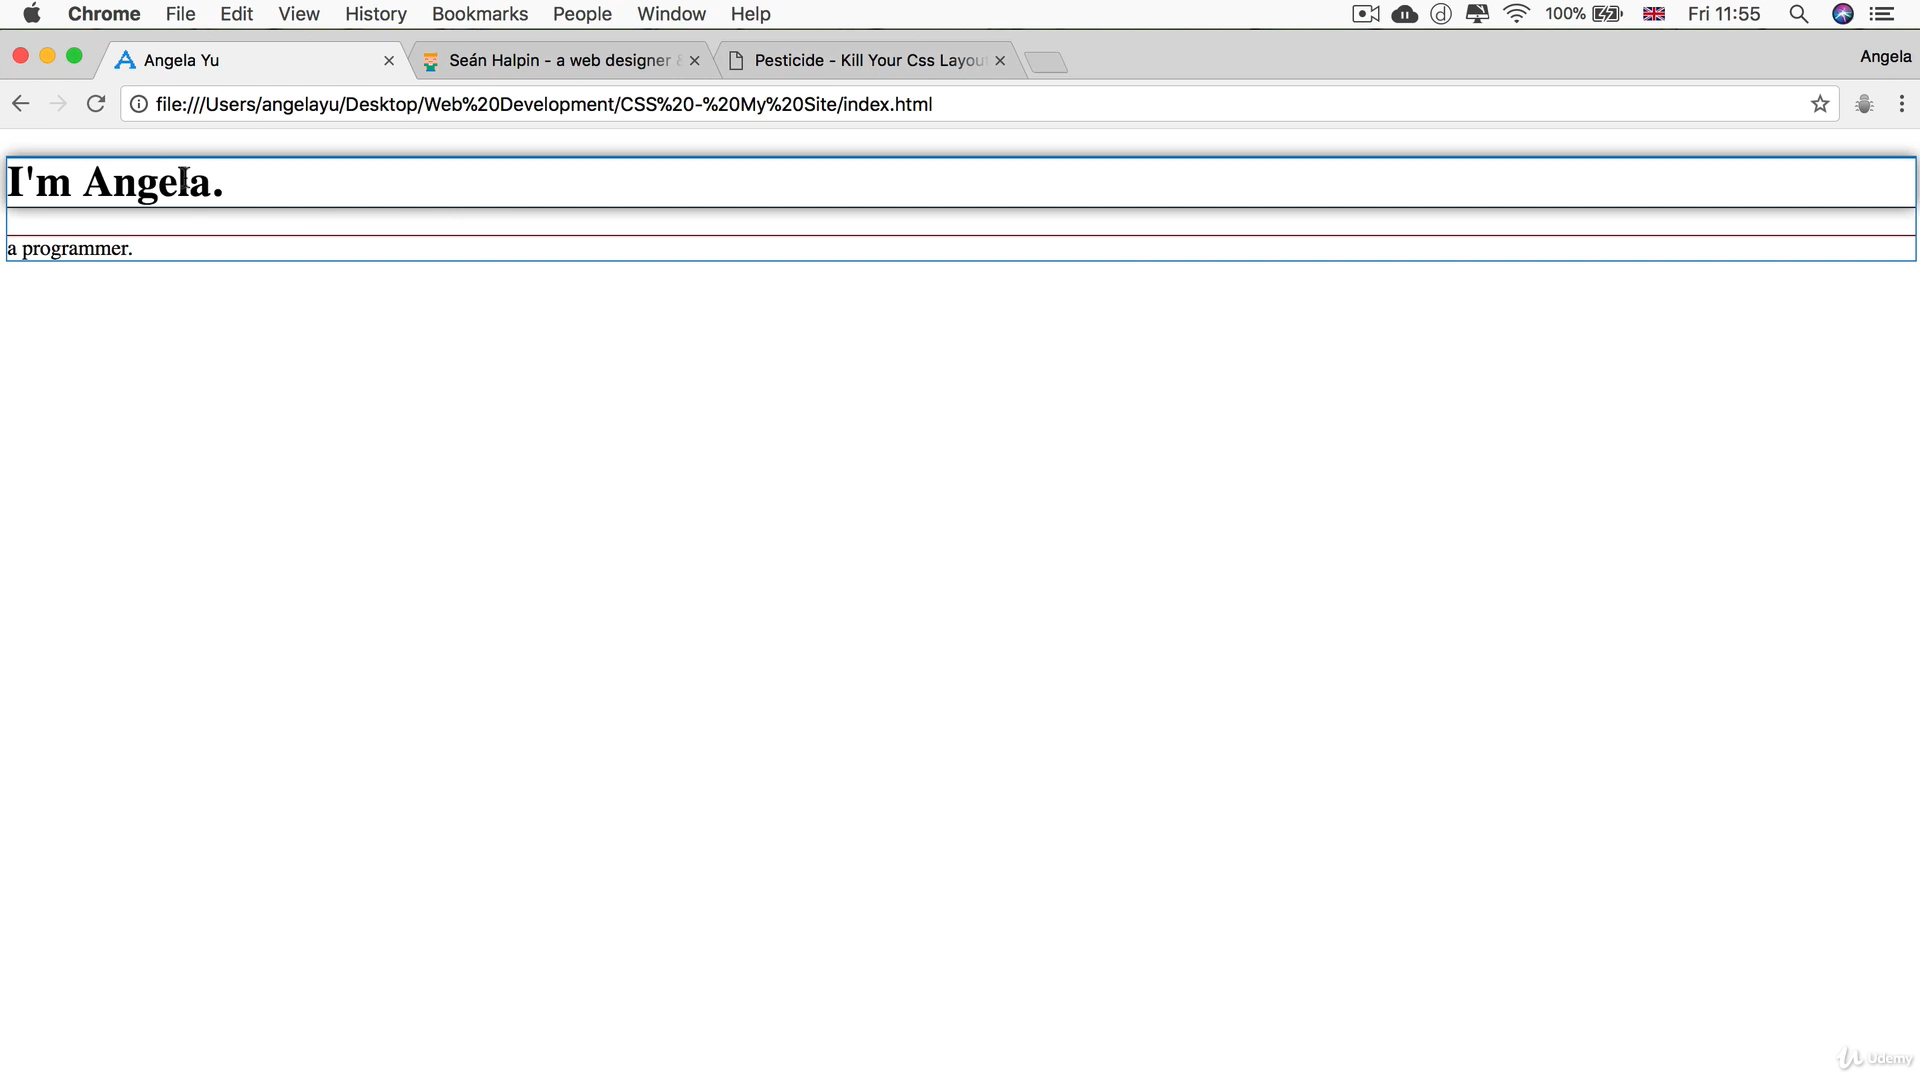 Chrome File Edit View History Bookmarks People Window Help 100% Fri 11:55
Angela Yu Seán Halpin - a web designer Pesticide - Kill Your Css Layou Angela
file:///Users/angelayu/Desktop/Web%20Development/CSS%20-%20My%20Site/index.html
I'm Angela.
a programmer.
Udemy